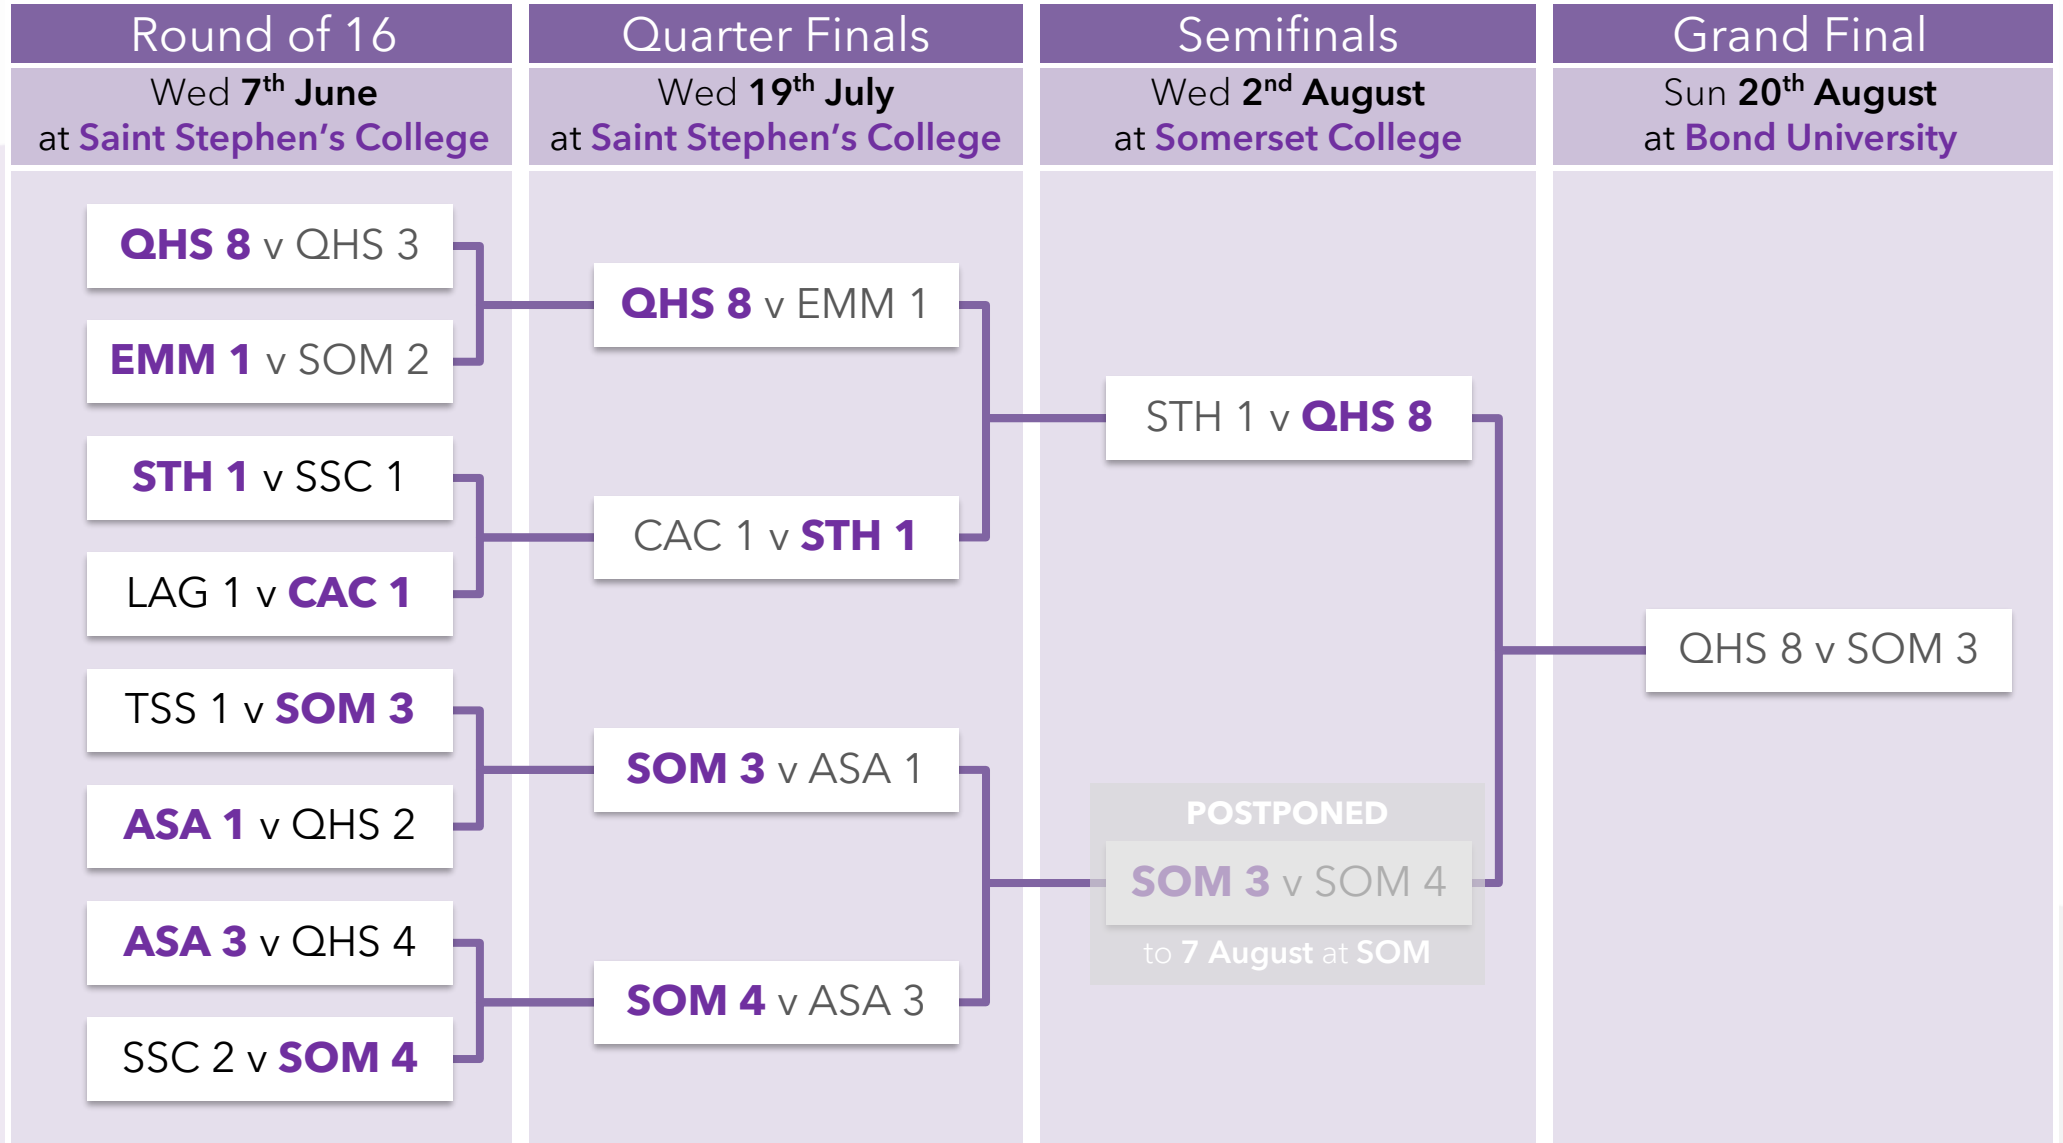 Round of 16
Wed 7th June
at Saint Stephen's College
QHS 8 v QHS 3
EMM 1 v SOM 2
STH 1 v SSC 1
LAG 1 v CAC 1
TSS 1 v SOM 3
ASA 1 v QHS 2
ASA 3 v QHS 4
SSC 2 v SOM 4
Quarter Finals
Wed 19th July
at Saint Stephen's College
QHS 8 v EMM 1
CAC 1 v STH 1
SOM 3 v ASA 1
SOM 4 v ASA 3
Semifinals
Wed 2nd August
at Somerset College
STH 1 v QHS 8
POSTPONED
SOM 3 v SOM 4
to 7 August at SOM
Grand Final
Sun 20th August
at Bond University
QHS 8 v SOM 3